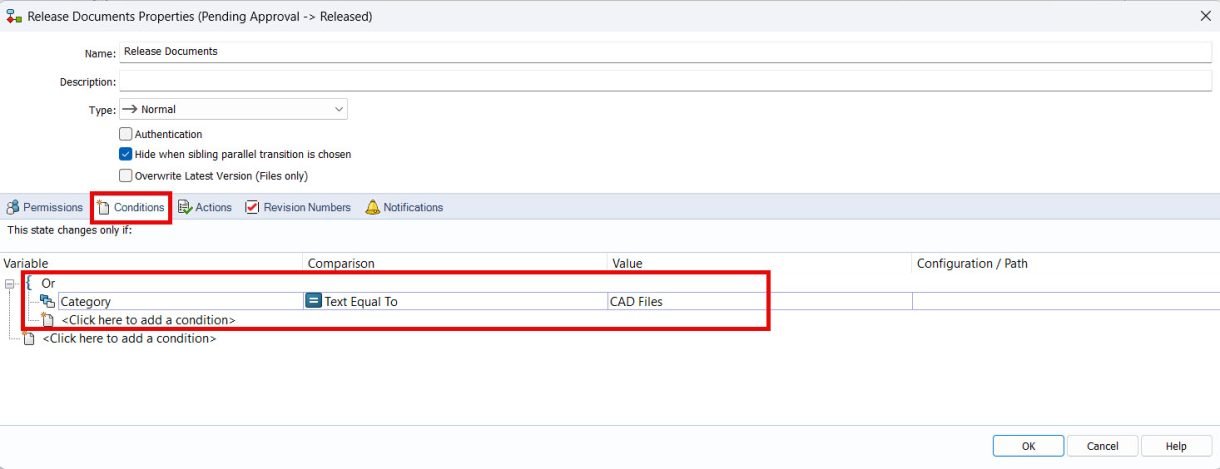 Release Documents Properties (Pending Approval -> Released)
Name: Release Documents
Description:
Type: Normal
Authentication
Hide when sibling parallel transition is chosen
Overwrite Latest Version (Files only)
Permissions Conditions Actions Revision Numbers Notifications
This state changes only if:
Variable Comparison Value Configuration / Path
Or
Category Text Equal To CAD Files
<Click here to add a condition>
<Click here to add a condition>
OK Cancel Help